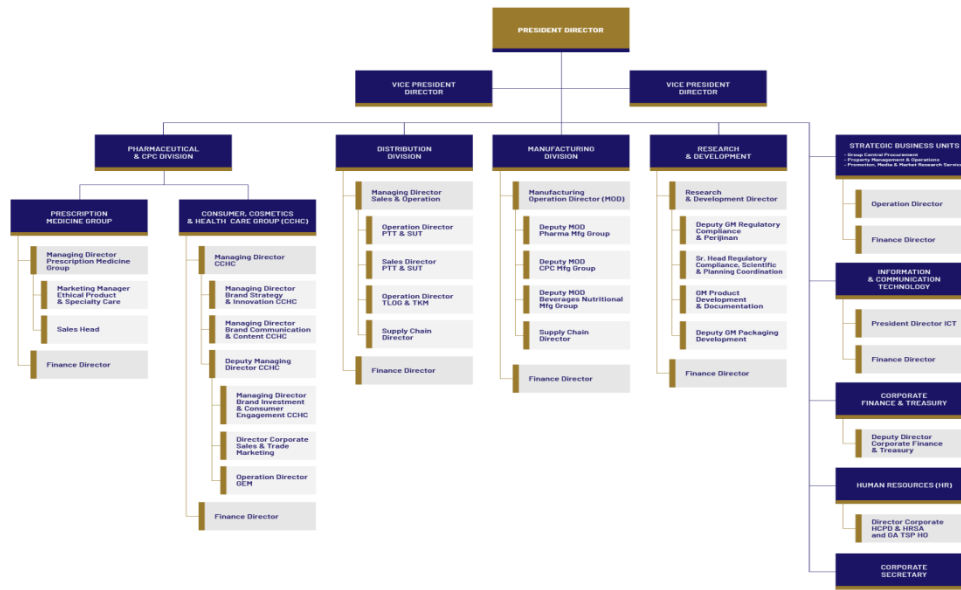 PRESIDENT DIRECTOR
VICE PRESIDENT
DIRECTOR
VICE PRESIDENT
DIRECTOR
PHARMACEUTICAL
& CPC DIVISION
DISTRIBUTION
DIVISION
MANUFACTURING
DIVISION
RESEARCH
& DEVELOPMENT
STRATEGIC BUSINESS UNITS
- Group Central Procurement
- Property Management & Operations
- Promotion, Media & Market Research Service
PRESCRIPTION
MEDICINE GROUP
Managing Director
Prescription Medicine
Group
Marketing Manager
Ethical Product
& Specialty Care
Sales Head
Finance Director
CONSUMER, COSMETICS
& HEALTH CARE GROUP (CCHC)
Managing Director
CCHC
Managing Director
Brand Strategy
& Innovation CCHC
Managing Director
Brand Communication
& Content CCHC
Deputy Managing
Director CCHC
Managing Director
Brand Investment
& Consumer
Engagement CCHC
Director Corporate
Sales & Trade
Marketing
Operation Director
GEM
Finance Director
Managing Director
Sales & Operation
Operation Director
PTT & SUT
Sales Director
PTT & SUT
Operation Director
TLOG & TKM
Supply Chain
Director
Finance Director
Manufacturing
Operation Director (MOD)
Deputy MOD
Pharma Mfg Group
Deputy MOD
CPC Mfg Group
Deputy MOD
Beverages Nutritional
Mfg Group
Supply Chain
Director
Finance Director
Research
& Development Director
Deputy GM Regulatory
Compliance
& Perijinan
Sr. Head Regulatory
Compliance, Scientific
& Planning Coordination
GM Product
Development
& Documentation
Deputy GM Packaging
Development
Finance Director
Operation Director
Finance Director
INFORMATION
& COMMUNICATION
TECHNOLOGY
President Director ICT
Finance Director
CORPORATE
FINANCE & TREASURY
Deputy Director
Corporate Finance
& Treasury
HUMAN RESOURCES (HR)
Director Corporate
HCPD & HRSA
and GA TSP HO
CORPORATE
SECRETARY